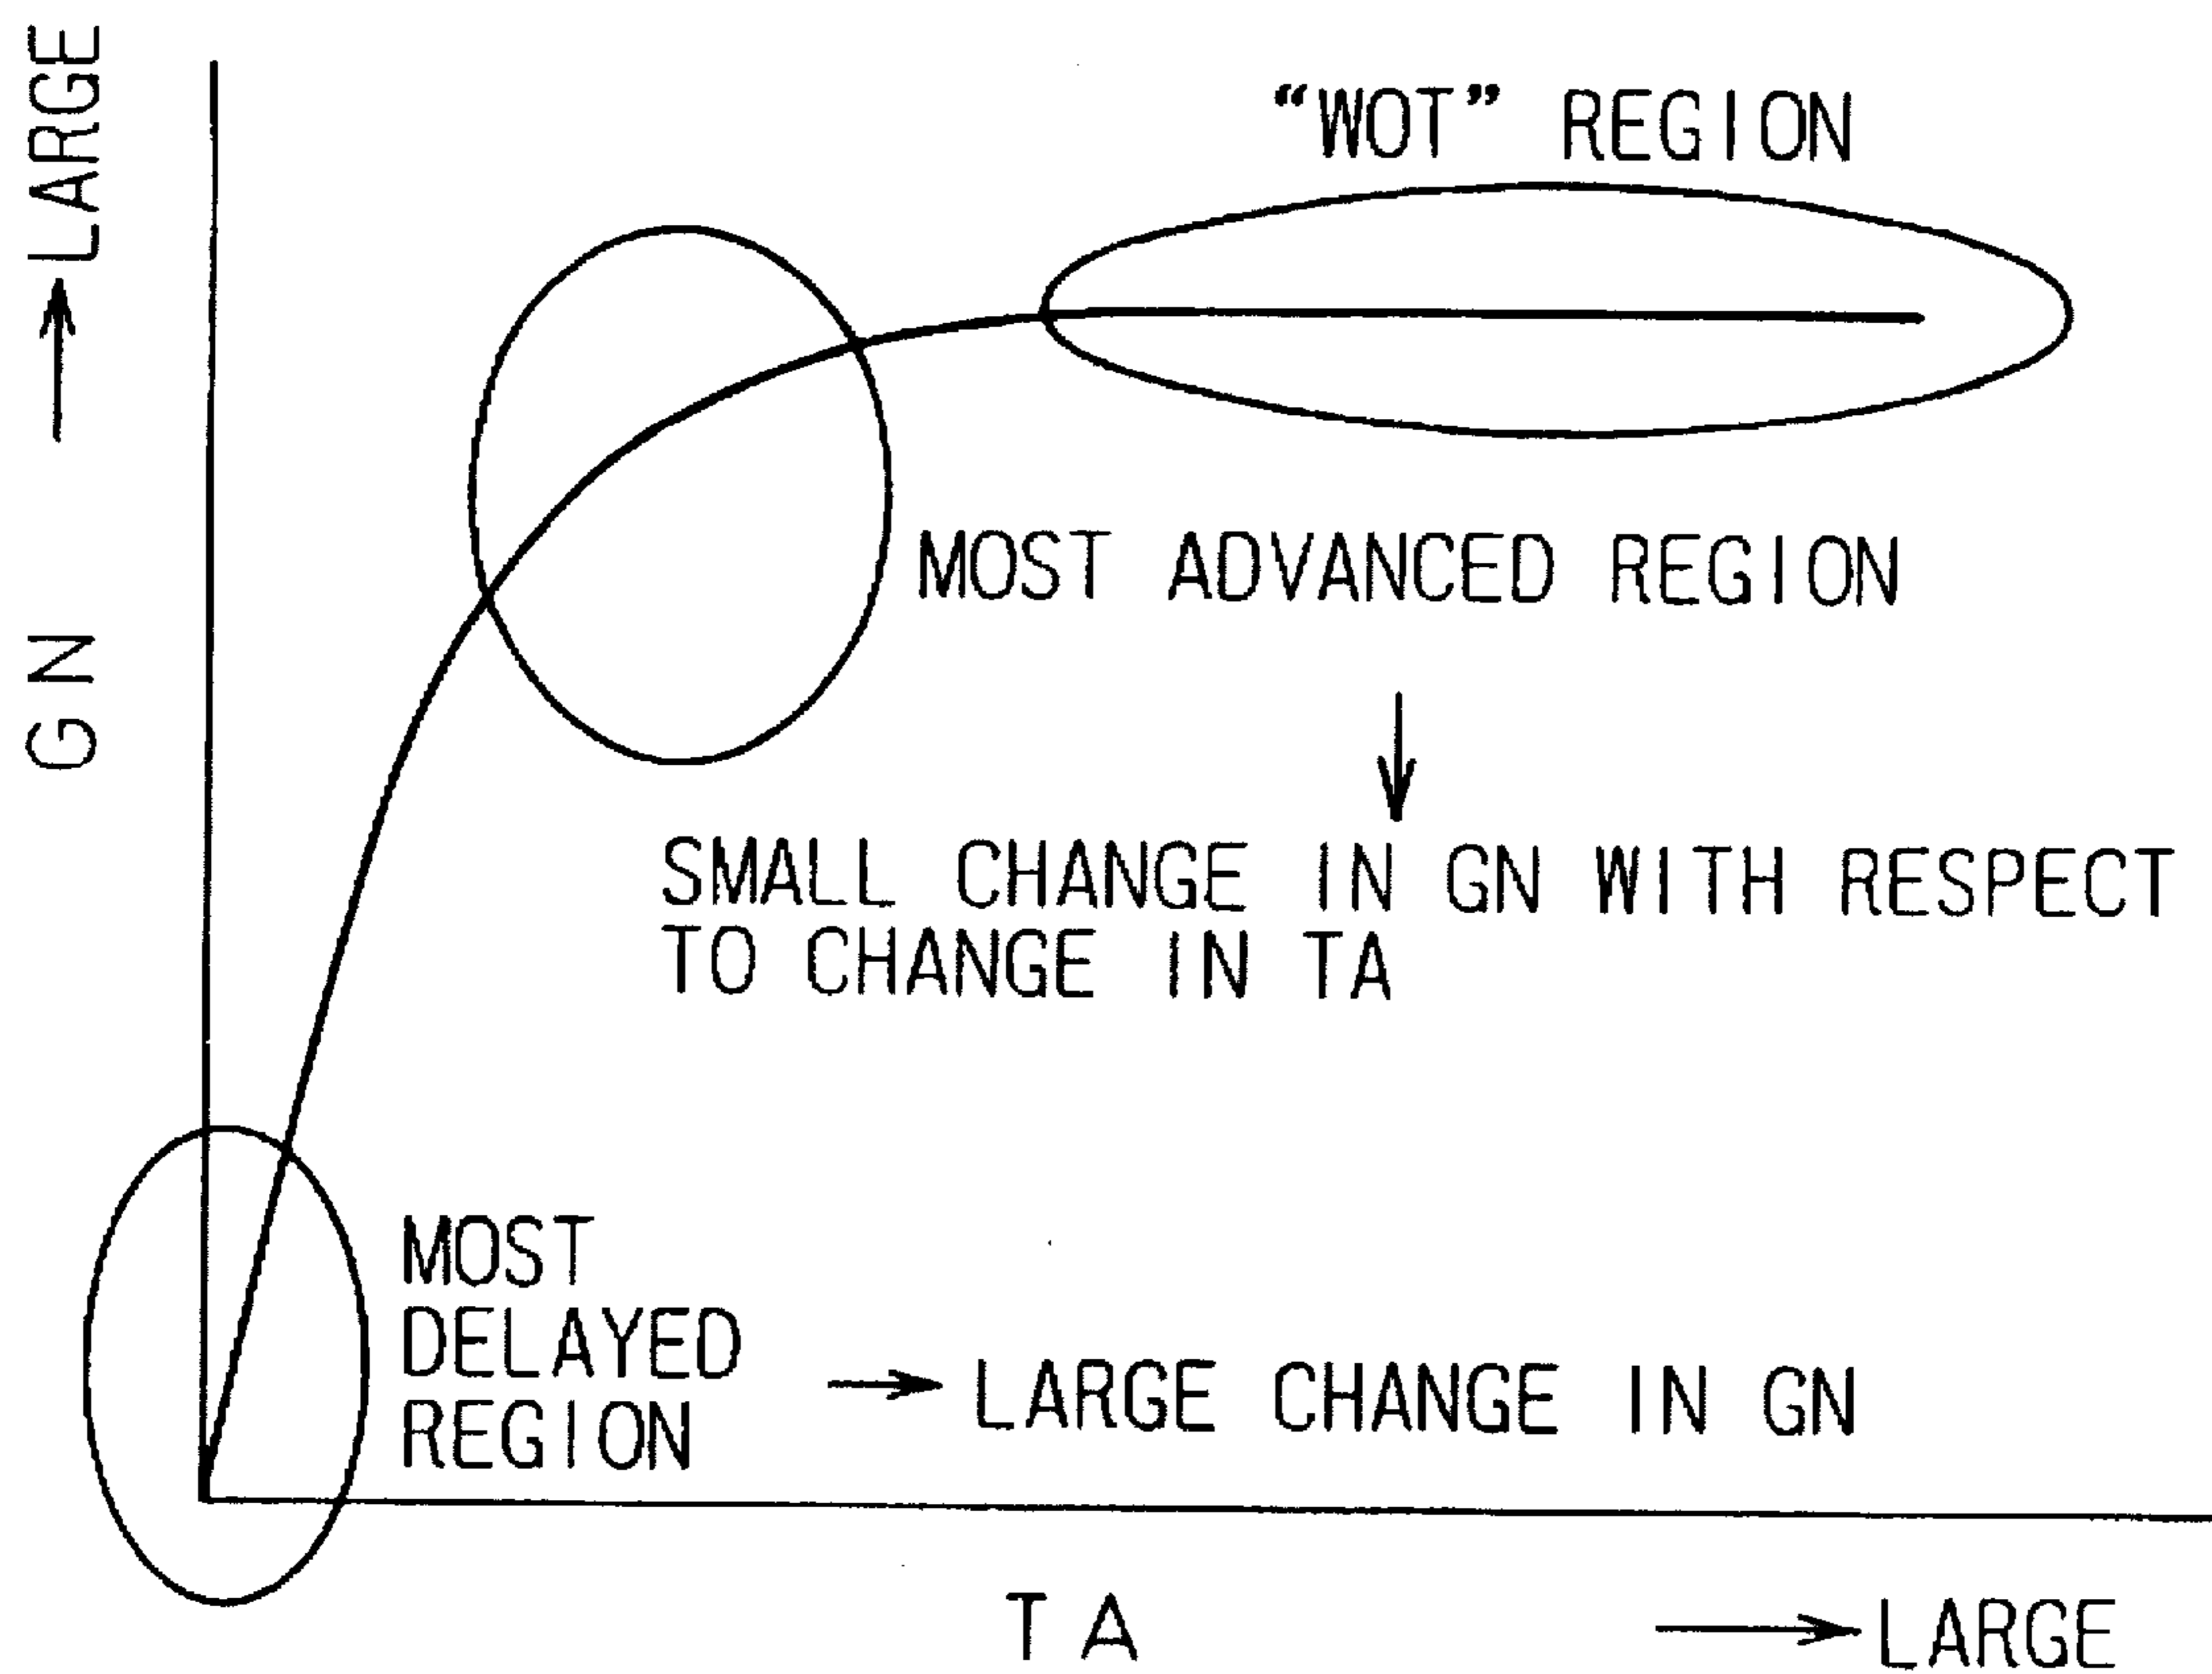 “WOT” REGION
GN → LARGE
MOST ADVANCED REGION
SMALL CHANGE IN GN WITH RESPECT
TO CHANGE IN TA
MOST
DELAYED
REGION
→ LARGE CHANGE IN GN
TA
→ LARGE